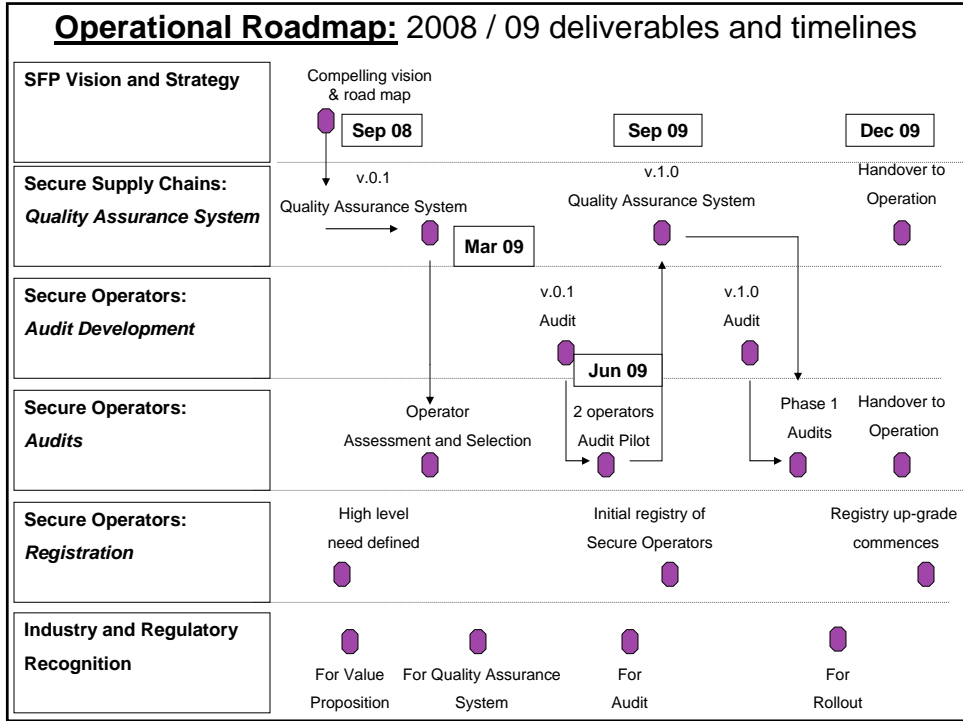 Operational Roadmap: 2008 / 09 deliverables and timelines
SFP Vision and Strategy
Compelling vision
& road map
Sep 08
Sep 09
Dec 09
Secure Supply Chains:
Quality Assurance System
v.0.1
Quality Assurance System
Mar 09
v.1.0
Quality Assurance System
Handover to
Operation
Secure Operators:
Audit Development
v.0.1
Audit
Jun 09
v.1.0
Audit
Secure Operators:
Audits
Operator
Assessment and Selection
2 operators
Audit Pilot
Phase 1
Audits
Handover to
Operation
Secure Operators:
Registration
High level
need defined
Initial registry of
Secure Operators
Registry up-grade
commences
Industry and Regulatory
Recognition
For Value
Proposition
For Quality Assurance
System
For
Audit
For
Rollout